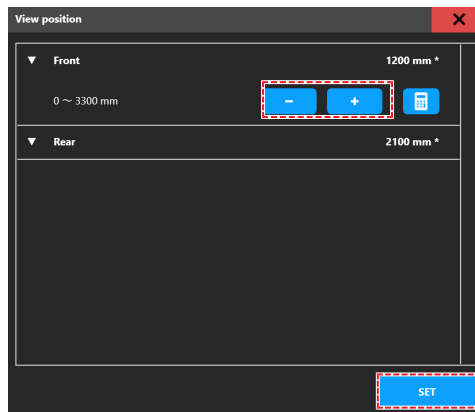 View position
▼ Front 1200 mm *
0 ～ 3300 mm − +
▼ Rear 2100 mm *
SET